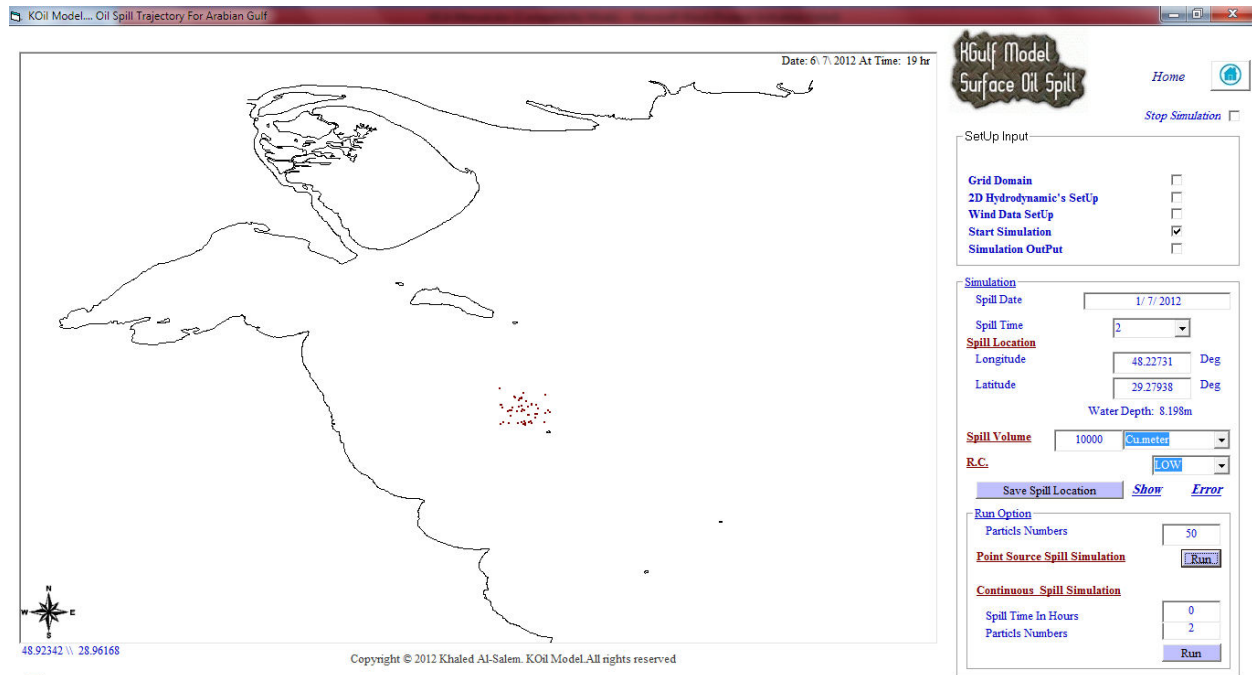 KOil Model.... Oil Spill Trajectory For Arabian Gulf
Date: 6\ 7\ 2012 At Time: 19 hr
KGulf Model
Surface Oil Spill
Home
Stop Simulation
SetUp Input
Grid Domain
2D Hydrodynamic's SetUp
Wind Data SetUp
Start Simulation
Simulation OutPut
Simulation
Spill Date 1/ 7/ 2012
Spill Time 2
Spill Location
Longitude 48.22731 Deg
Latitude 29.27938 Deg
Water Depth: 8.198m
Spill Volume 10000 Cu.meter
R.C. LOW
Save Spill Location Show Error
Run Option
Particls Numbers 50
Point Source Spill Simulation Run
Continuous Spill Simulation
Spill Time In Hours 0
Particls Numbers 2
Run
N
W E
S
48.92342 \\ 28.96168
Copyright © 2012 Khaled Al-Salem. KOil Model.All rights reserved